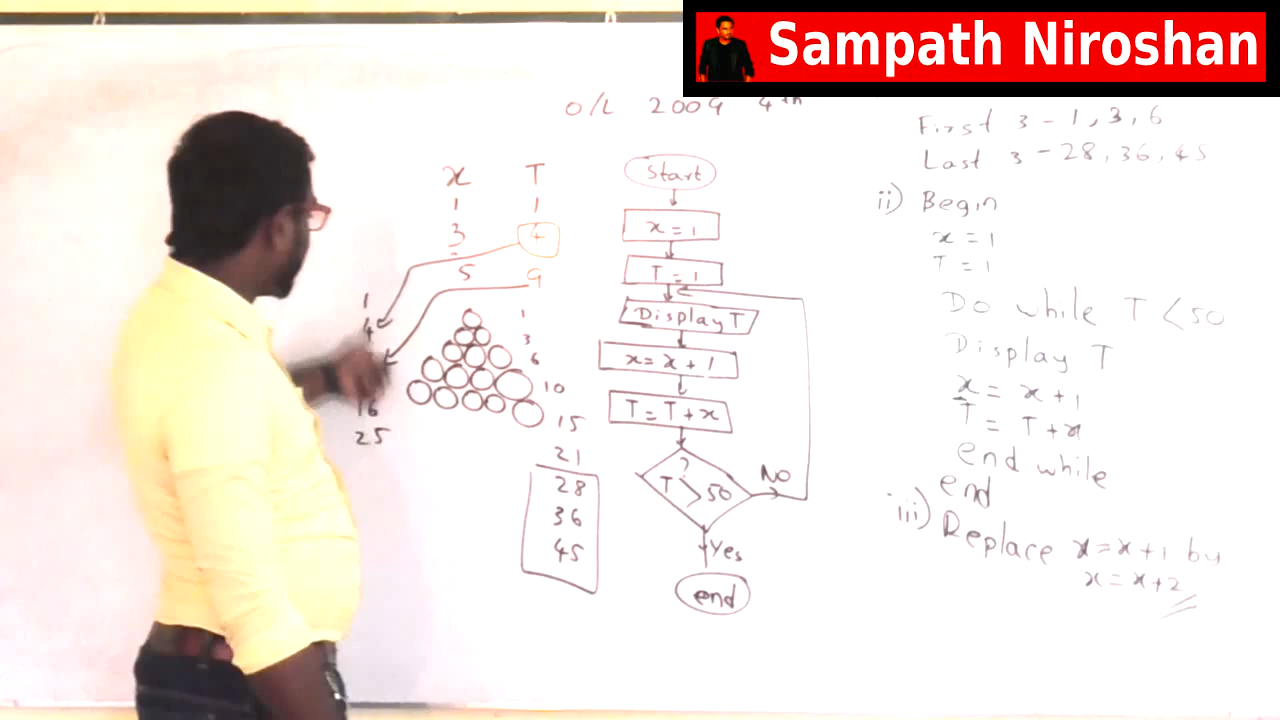 Sampath Niroshan
O/L 2009 4th
x T
1 1
3 4
5 9
1
4
16
25
1
3
6
10
15
21
28
36
45
Start
x = 1
T = 1
Display T
x = x + 1
T = T + x
?
T > 50
No
Yes
end
First 3 - 1, 3, 6
Last 3 - 28, 36, 45
ii) Begin
x = 1
T = 1
Do while T < 50
Display T
x = x + 1
T = T + x
end while
end
iii) Replace x = x + 1 by
x = x + 2